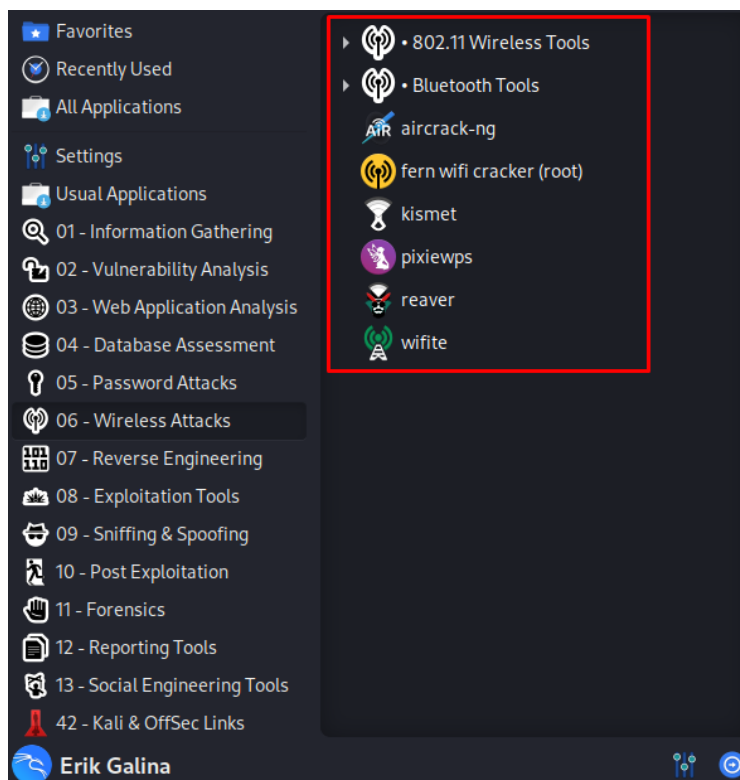 Favorites
Recently Used
All Applications
Settings
Usual Applications
01 - Information Gathering
02 - Vulnerability Analysis
03 - Web Application Analysis
04 - Database Assessment
05 - Password Attacks
06 - Wireless Attacks
07 - Reverse Engineering
08 - Exploitation Tools
09 - Sniffing & Spoofing
10 - Post Exploitation
11 - Forensics
12 - Reporting Tools
13 - Social Engineering Tools
42 - Kali & OffSec Links
Erik Galina
• 802.11 Wireless Tools
• Bluetooth Tools
AIR aircrack-ng
fern wifi cracker (root)
kismet
pixiewps
reaver
wifite